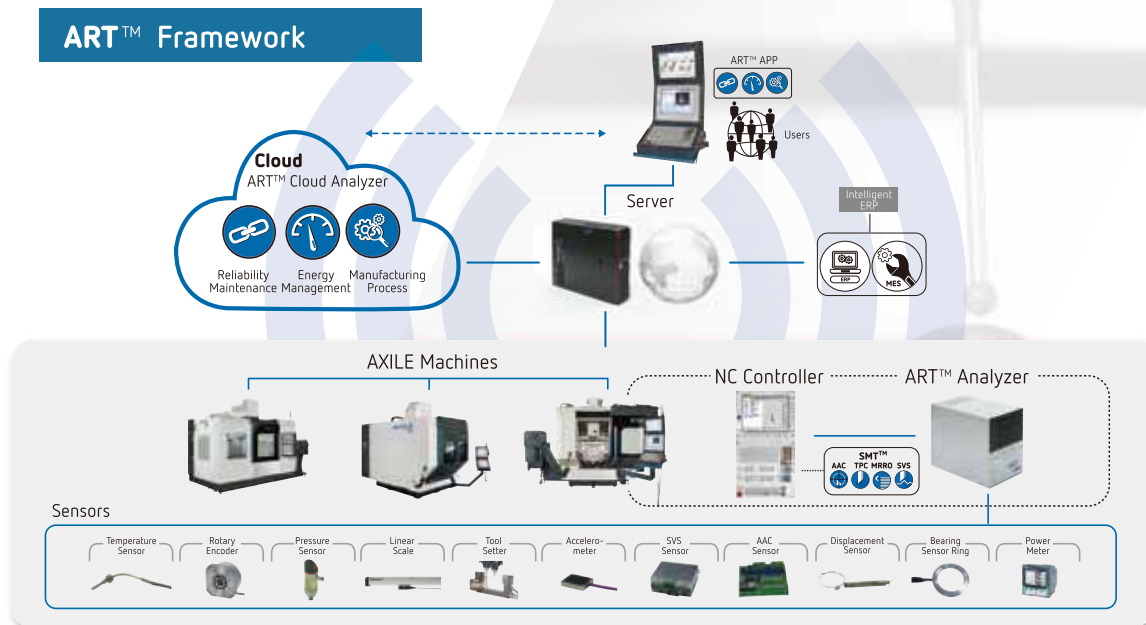 ART™ Framework
ART™ APP
Users
Cloud
ART™ Cloud Analyzer
Reliability
Maintenance
Energy
Management
Manufacturing
Process
Server
Intelligent
ERP
ERP
MES
AXILE Machines
NC Controller
ART™ Analyzer
SMT™
AAC TPC MRRO SVS
Sensors
Temperature
Sensor
Rotary
Encoder
Pressure
Sensor
Linear
Scale
Tool
Setter
Accelero-
meter
SVS
Sensor
AAC
Sensor
Displacement
Sensor
Bearing
Sensor Ring
Power
Meter